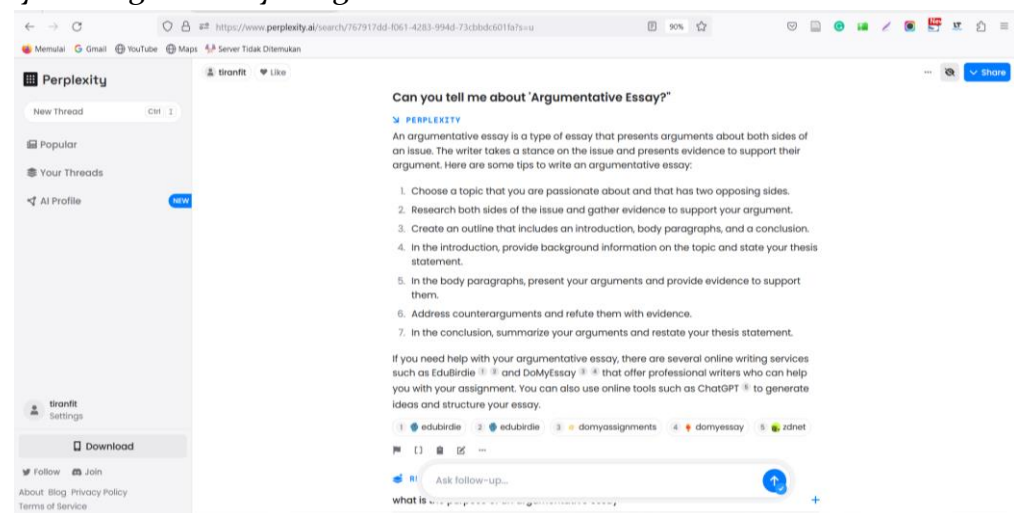 https://www.perplexity.ai/search/767917dd-f061-4283-994d-73cbbdc601fa?s=u
90%
Memulai Gmail YouTube Maps Server Tidak Ditemukan
Perplexity
tiranfit Like
Share
New Thread Ctrl I
Popular
Your Threads
AI Profile NEW
Can you tell me about 'Argumentative Essay?"
PERPLEXITY
An argumentative essay is a type of essay that presents arguments about both sides of
an issue. The writer takes a stance on the issue and presents evidence to support their
argument. Here are some tips to write an argumentative essay:
1. Choose a topic that you are passionate about and that has two opposing sides.
2. Research both sides of the issue and gather evidence to support your argument.
3. Create an outline that includes an introduction, body paragraphs, and a conclusion.
4. In the introduction, provide background information on the topic and state your thesis
statement.
5. In the body paragraphs, present your arguments and provide evidence to support
them.
6. Address counterarguments and refute them with evidence.
7. In the conclusion, summarize your arguments and restate your thesis statement.
If you need help with your argumentative essay, there are several online writing services
such as EduBirdie 1 2 and DoMyEssay 3 4 that offer professional writers who can help
you with your assignment. You can also use online tools such as ChatGPT 5 to generate
ideas and structure your essay.
1 edubirdie 2 edubirdie 3 domyassignments 4 domyessay 5 zdnet
tiranfit
Settings
Download
Follow Join
About Blog Privacy Policy
Terms of Service
Ask follow-up...
what is